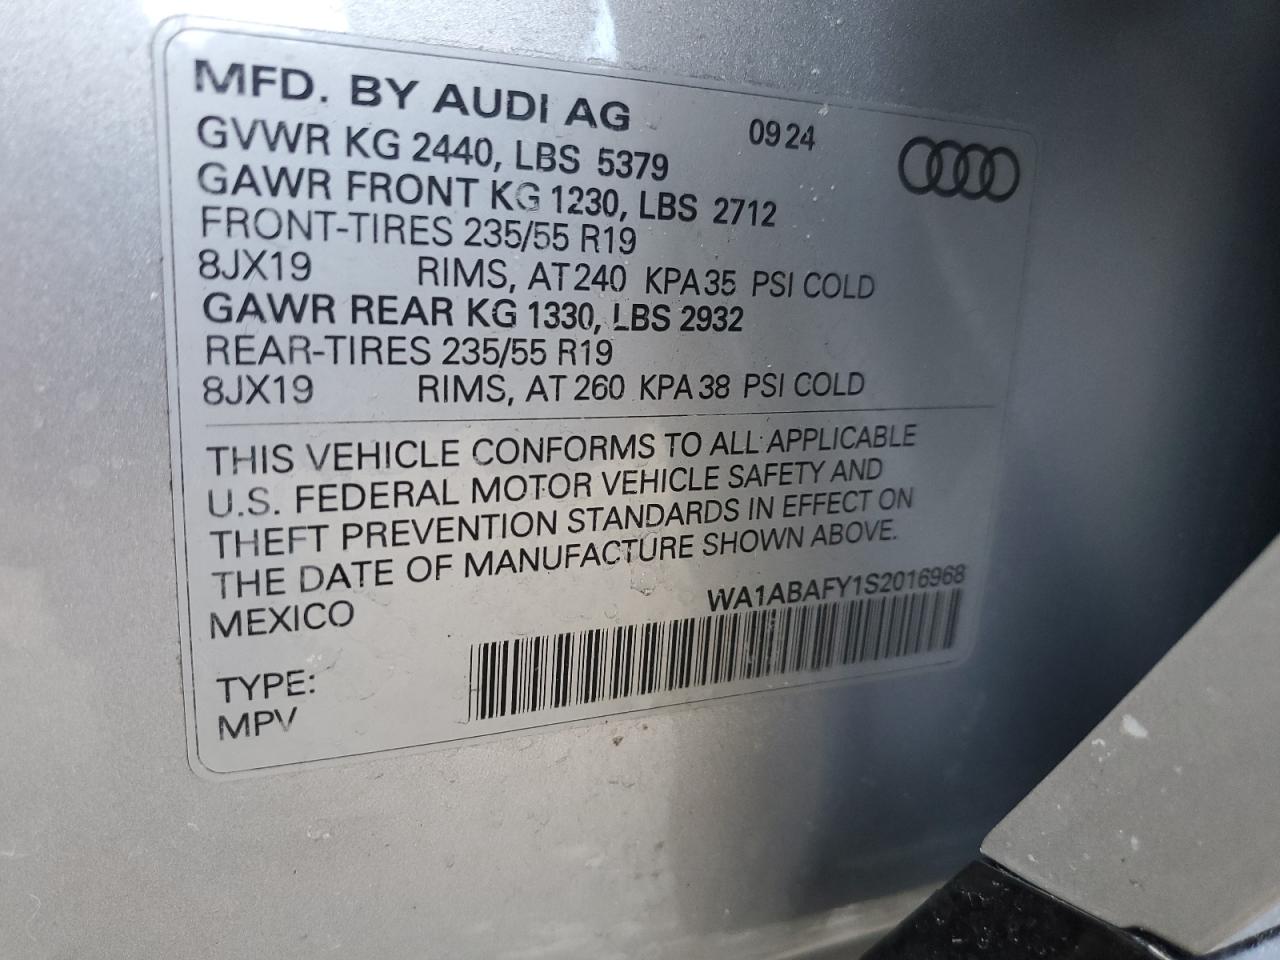 MFD. BY AUDI AG 09 24
GVWR KG 2440, LBS 5379
GAWR FRONT KG 1230, LBS 2712
FRONT-TIRES 235/55 R19
8JX19 RIMS, AT 240 KPA 35 PSI COLD
GAWR REAR KG 1330, LBS 2932
REAR-TIRES 235/55 R19
8JX19 RIMS, AT 260 KPA 38 PSI COLD
THIS VEHICLE CONFORMS TO ALL APPLICABLE
U.S. FEDERAL MOTOR VEHICLE SAFETY AND
THEFT PREVENTION STANDARDS IN EFFECT ON
THE DATE OF MANUFACTURE SHOWN ABOVE.
MEXICO WA1ABAFY1S2016968
TYPE:
MPV